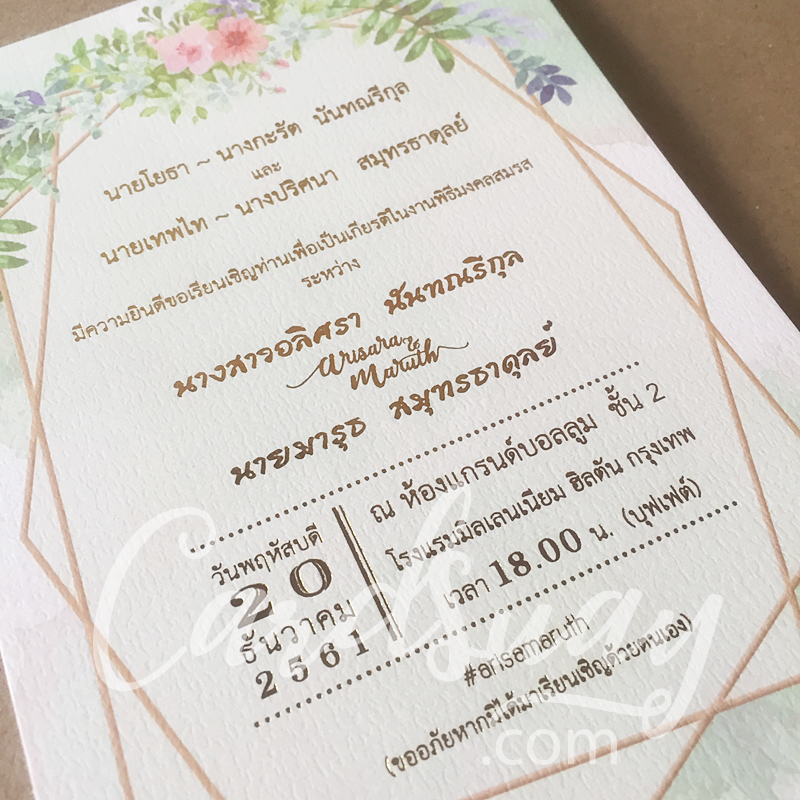 นายโยธา ~ นางกะรัต นันทณรีกุล
และ
นายเทพไท ~ นางปริศนา สมุทรธาดุลย์
มีความยินดีขอเรียนเชิญท่านเพื่อเป็นเกียรติในงานพิธีมงคลสมรส
ระหว่าง
นางสาวอลิศรา นันทณรีกุล
Arisara &
Maruth
นายมารุธ สมุทรธาดุลย์
วันพฤหัสบดี
20
ธันวาคม
2561
ณ ห้องแกรนด์บอลลูม ชั้น 2
โรงแรมมิลเลนเนียม ฮิลตัน กรุงเทพ
เวลา 18.00 น. (บุฟเฟต์)
#arisamaruth
(ขออภัยหากมิได้มาเรียนเชิญด้วยตนเอง)
Cardsway
.com